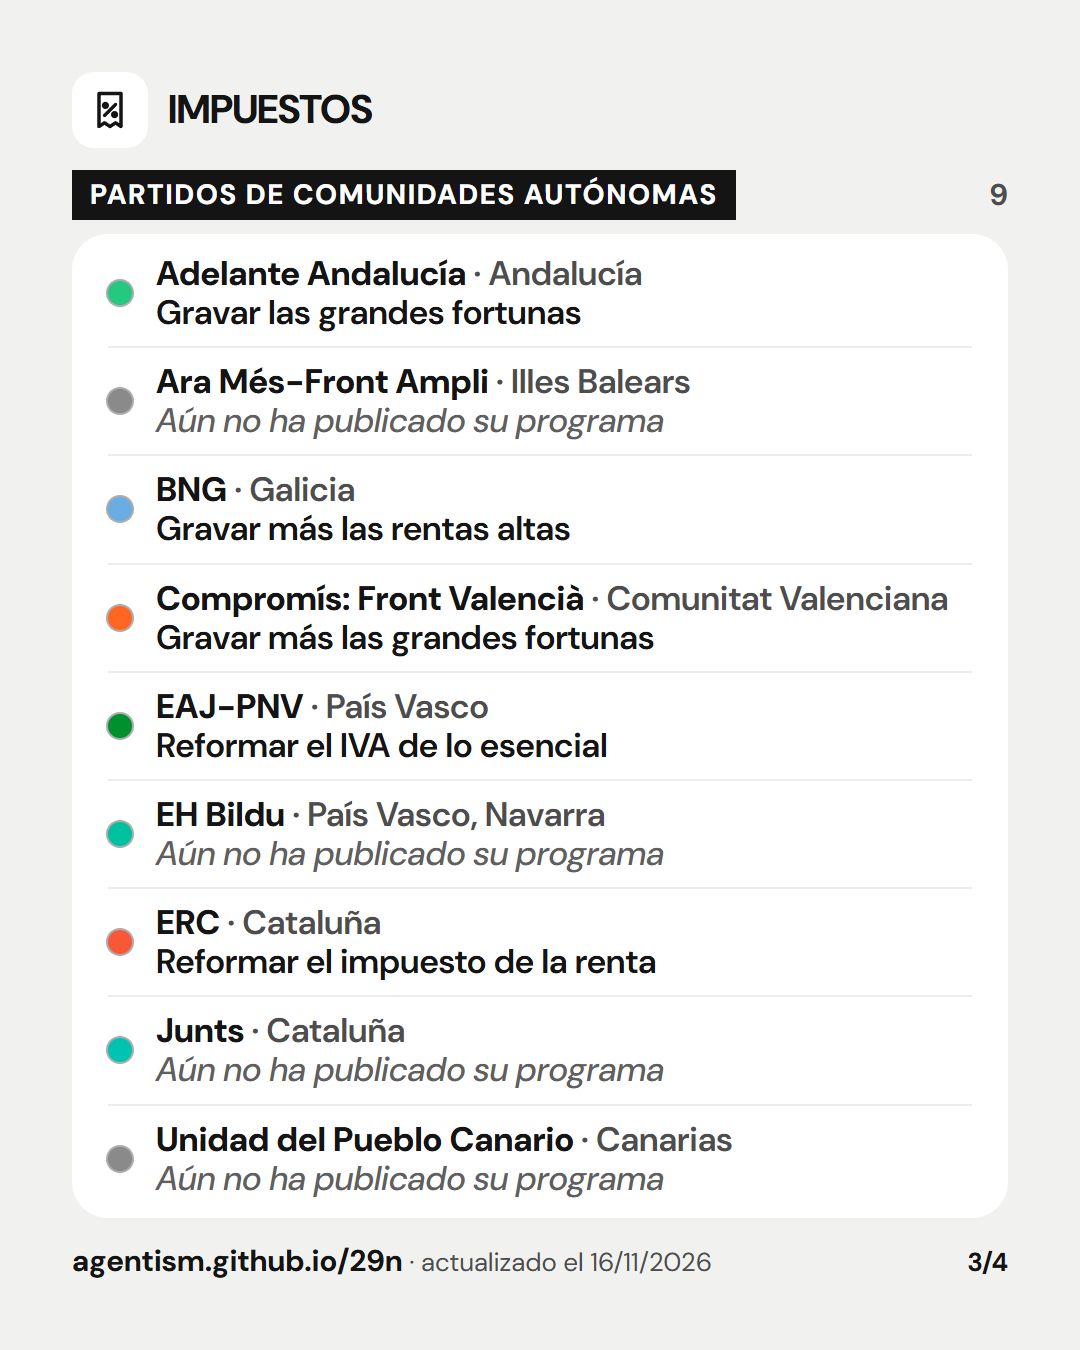 IMPUESTOS
PARTIDOS DE COMUNIDADES AUTÓNOMAS 9
Adelante Andalucía · Andalucía
Gravar las grandes fortunas
Ara Més–Front Ampli · Illes Balears
Aún no ha publicado su programa
BNG · Galicia
Gravar más las rentas altas
Compromís: Front Valencià · Comunitat Valenciana
Gravar más las grandes fortunas
EAJ–PNV · País Vasco
Reformar el IVA de lo esencial
EH Bildu · País Vasco, Navarra
Aún no ha publicado su programa
ERC · Cataluña
Reformar el impuesto de la renta
Junts · Cataluña
Aún no ha publicado su programa
Unidad del Pueblo Canario · Canarias
Aún no ha publicado su programa
agentism.github.io/29n · actualizado el 16/11/2026 3/4